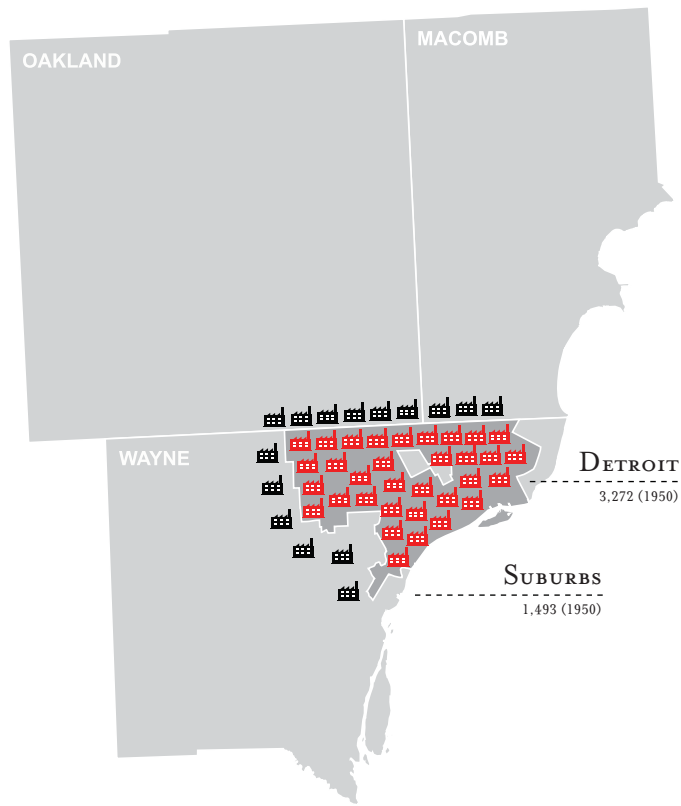 OAKLAND
MACOMB
WAYNE
Detroit
3,272 (1950)
Suburbs
1,493 (1950)